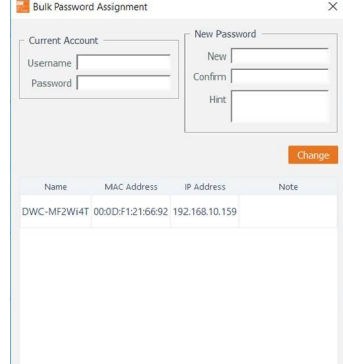 Bulk Password Assignment
Current Account
Username
Password
New Password
New
Confirm
Hint
Change
Name MAC Address IP Address Note
DWC-MF2Wi4T 00:0D:F1:21:66:92 192.168.10.159